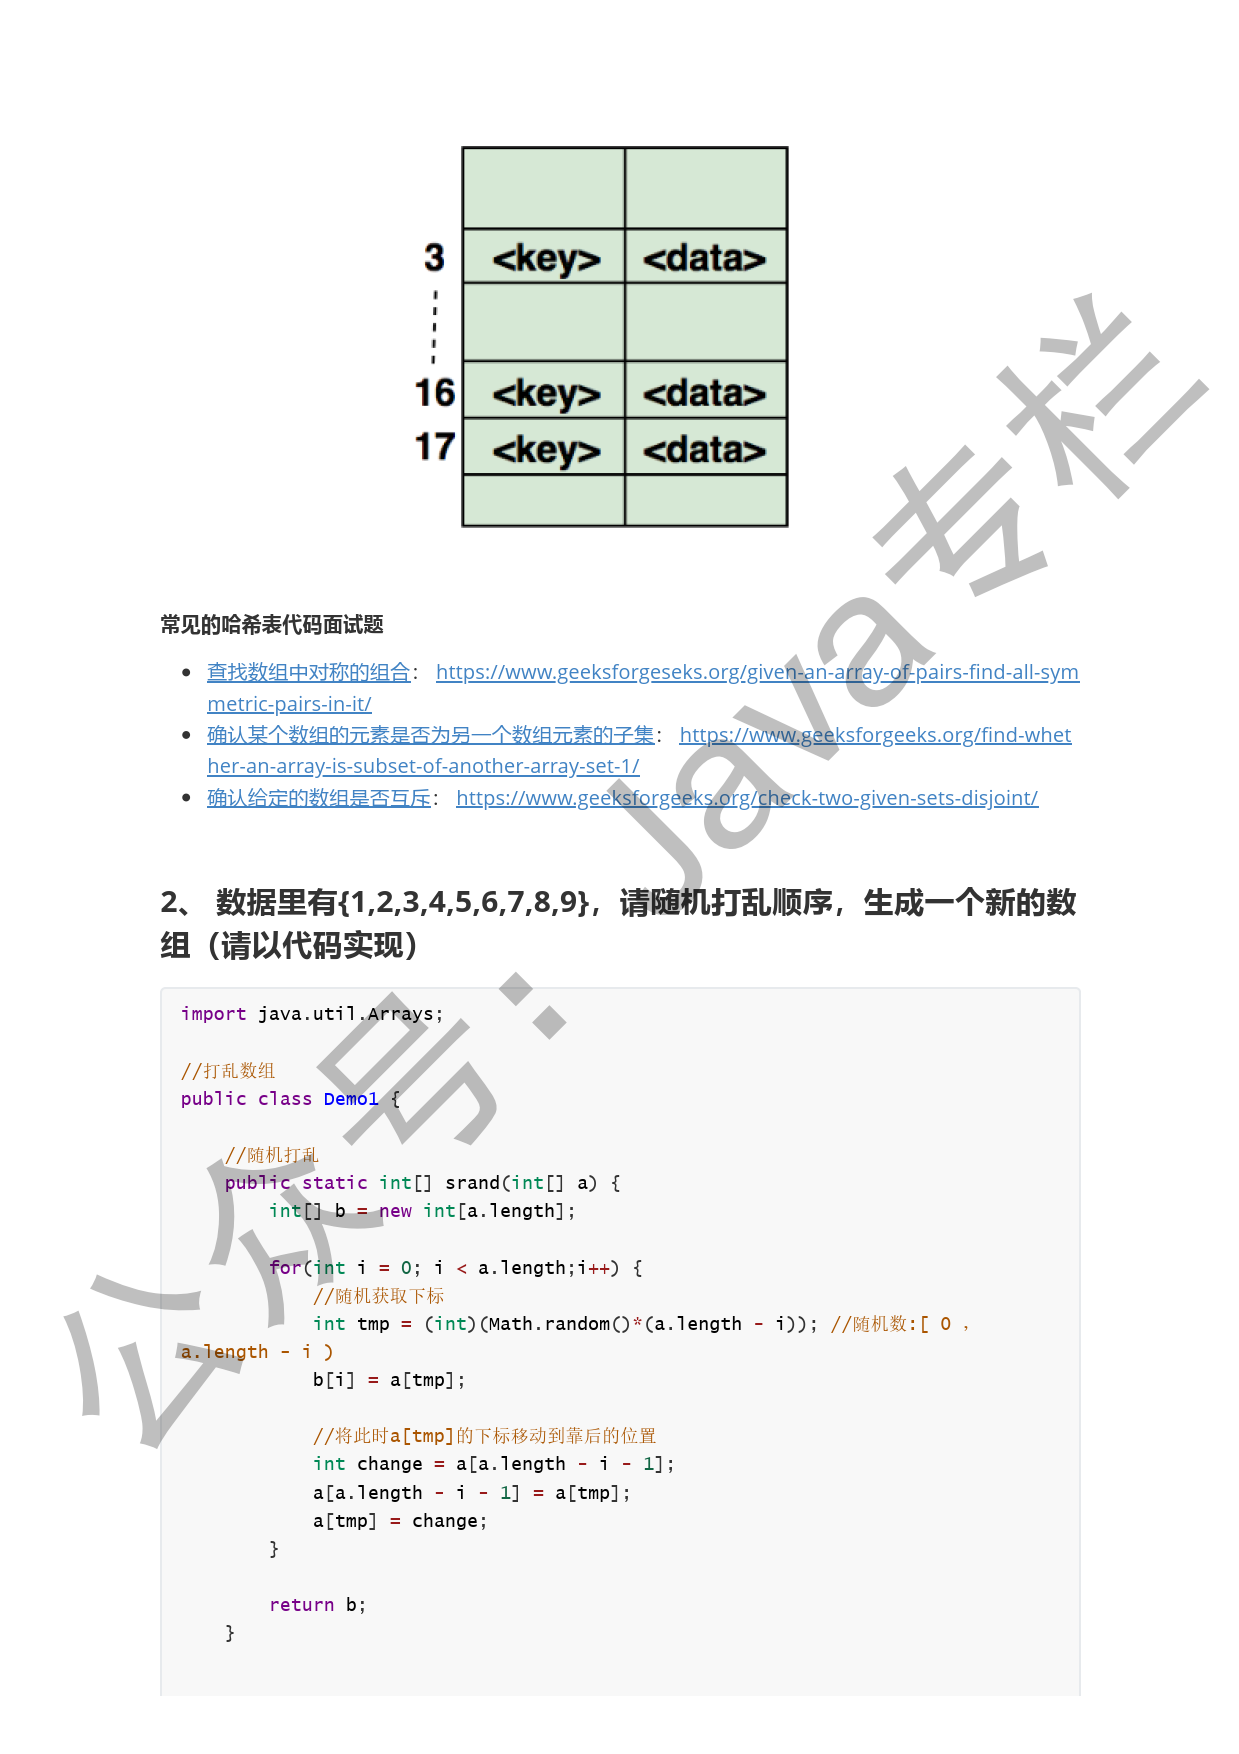 3 <key> <data>
16 <key> <data>
17 <key> <data>
常见的哈希表代码面试题
查找数组中对称的组合： https://www.geeksforgeseks.org/given-an-array-of-pairs-find-all-sym
metric-pairs-in-it/
确认某个数组的元素是否为另一个数组元素的子集： https://www.geeksforgeeks.org/find-whet
her-an-array-is-subset-of-another-array-set-1/
确认给定的数组是否互斥： https://www.geeksforgeeks.org/check-two-given-sets-disjoint/
2、 数据里有{1,2,3,4,5,6,7,8,9}，请随机打乱顺序，生成一个新的数
组（请以代码实现）
import java.util.Arrays;
//打乱数组
public class Demo1 {
//随机打乱
public static int[] srand(int[] a) {
int[] b = new int[a.length];
for(int i = 0; i < a.length;i++) {
//随机获取下标
int tmp = (int)(Math.random()*(a.length - i)); //随机数:[ 0 ，
a.length - i )
b[i] = a[tmp];
//将此时a[tmp]的下标移动到靠后的位置
int change = a[a.length - i - 1];
a[a.length - i - 1] = a[tmp];
a[tmp] = change;
}
return b;
}
公众号：Java专栏